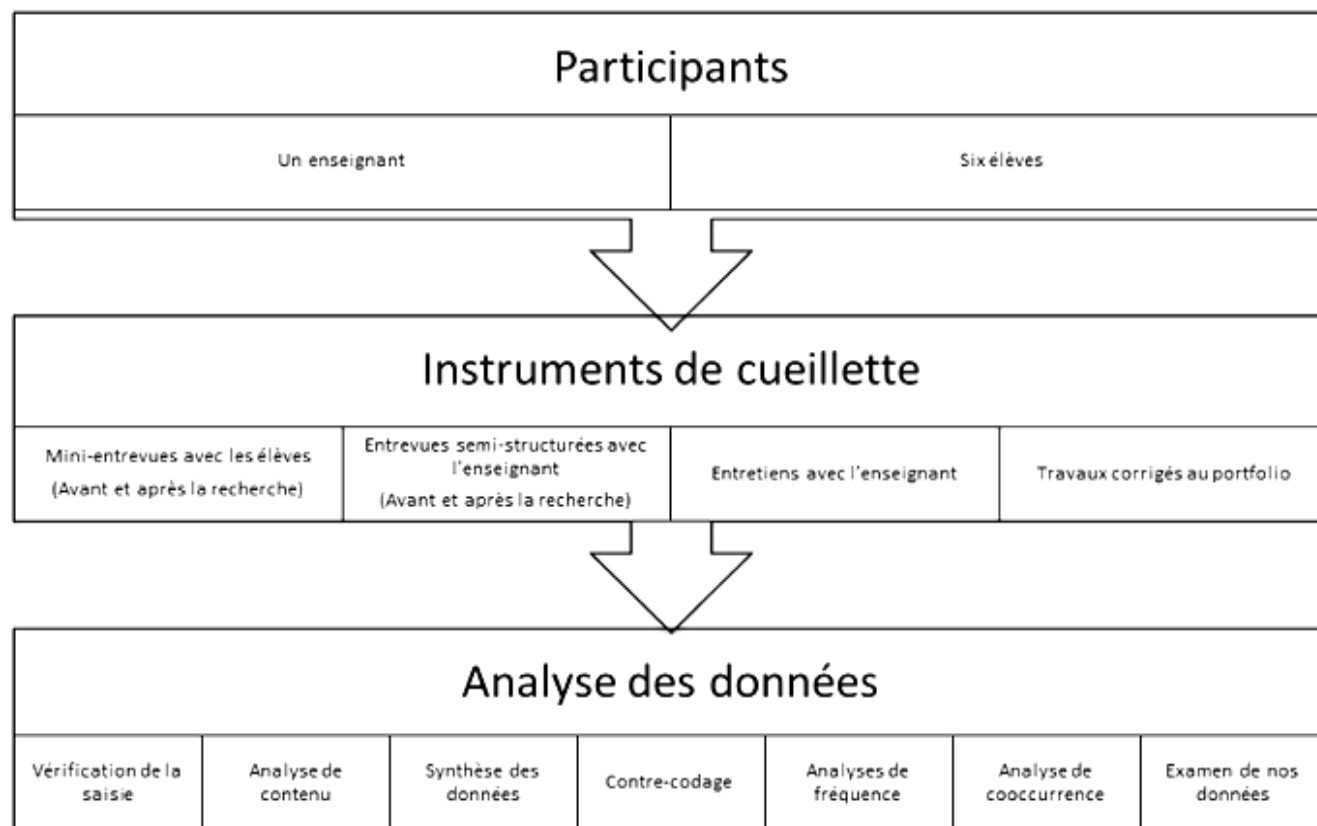 Participants
Un enseignant
Six élèves
Instruments de cueillette
Mini-entrevues avec les élèves
(Avant et après la recherche)
Entrevues semi-structurées avec
l'enseignant
(Avant et après la recherche)
Entretiens avec l'enseignant
Travaux corrigés au portfolio
Analyse des données
Vérification de la
saisie
Analyse de
contenu
Synthèse des
données
Contre-codage
Analyses de
fréquence
Analyse de
cooccurrence
Examen de nos
données